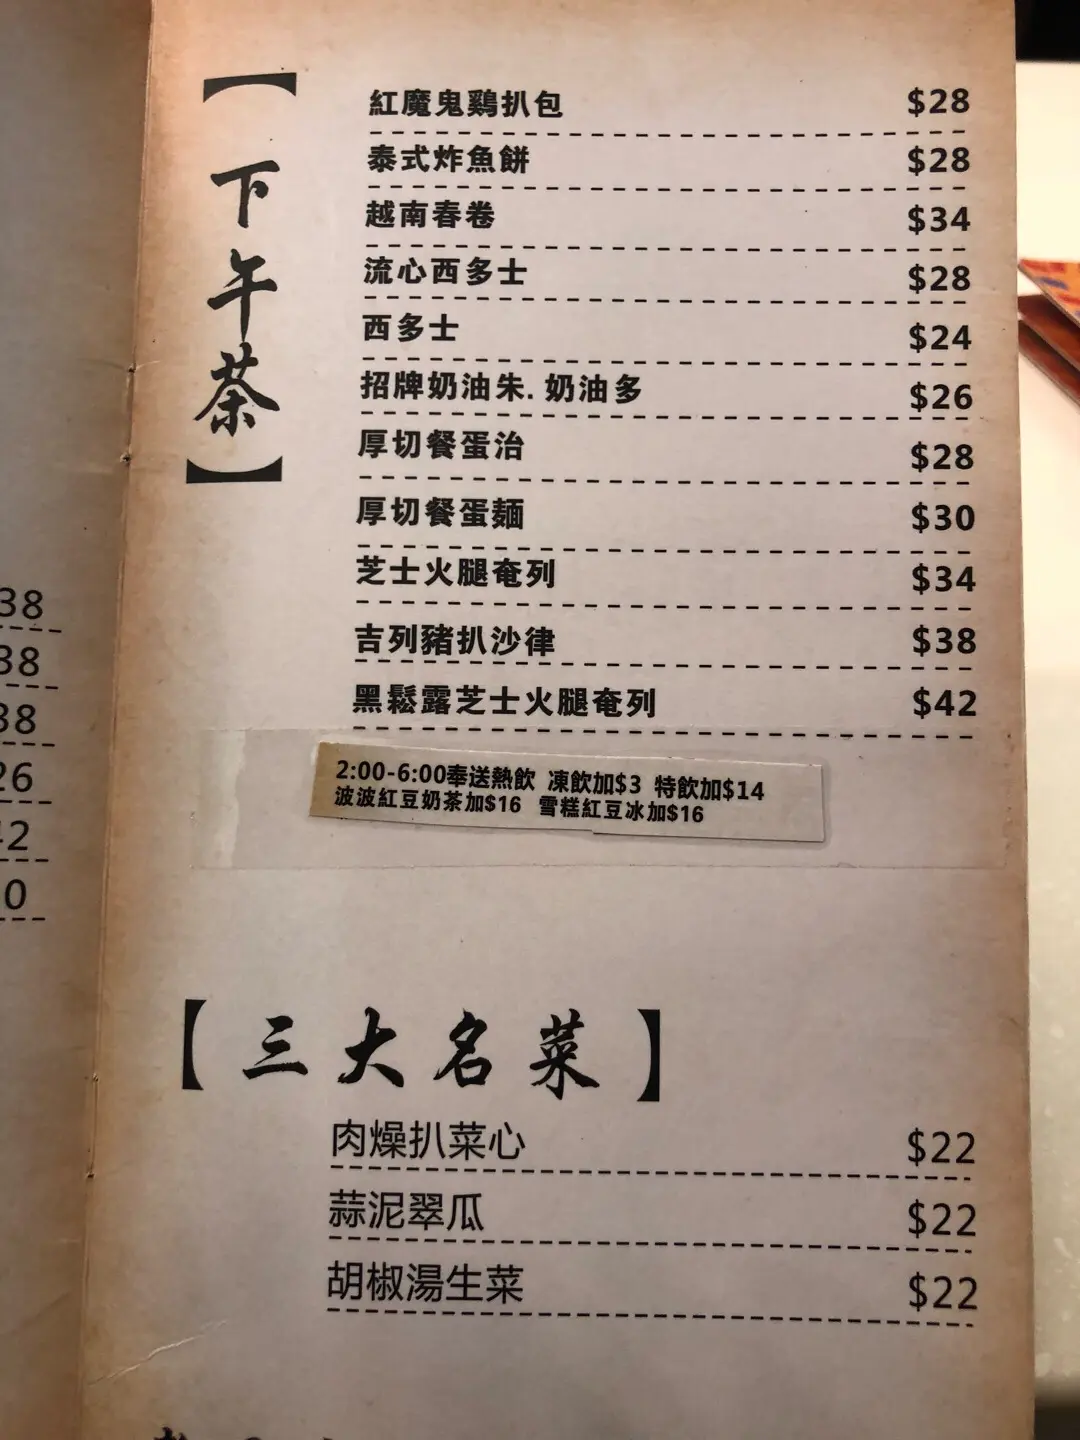 【下午茶】
紅魔鬼鷄扒包 $28
泰式炸魚餅 $28
越南春卷 $34
流心西多士 $28
西多士 $24
招牌奶油朱.奶油多 $26
厚切餐蛋治 $28
厚切餐蛋麵 $30
芝士火腿奄列 $34
吉列豬扒沙律 $38
黑鬆露芝士火腿奄列 $42
2:00-6:00奉送熱飲 凍飲加$3 特飲加$14
波波紅豆奶茶加$16 雪糕紅豆冰加$16
【三大名菜】
肉燥扒菜心 $22
蒜泥翠瓜 $22
胡椒湯生菜 $22
38
38
38
26